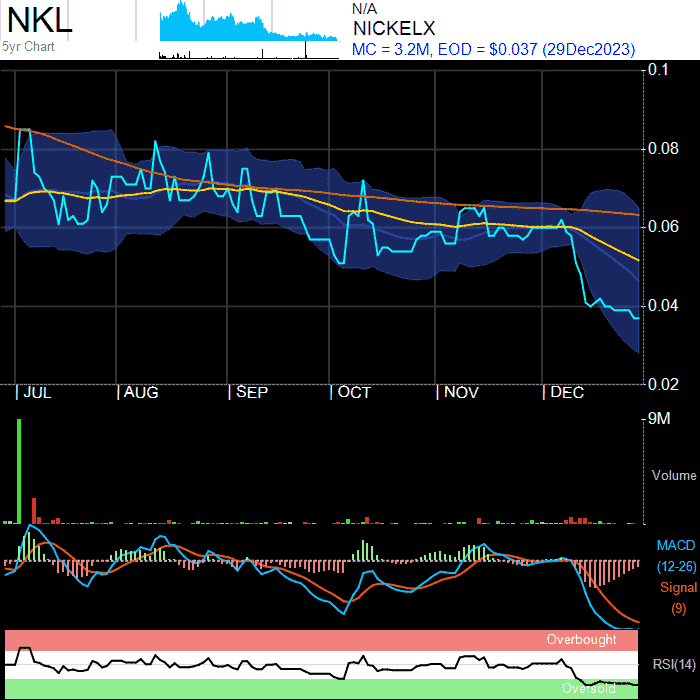 NKL
5yr Chart
N/A
NICKELX
MC = 3.2M, EOD = $0.037 (29Dec2023)
0.1
0.08
0.06
0.04
0.02
JUL AUG SEP OCT NOV DEC
9M
Volume
MACD
(12-26)
Signal
(9)
Overbought
RSI(14)
Oversold